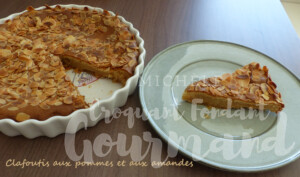 MICHEL
Croquant Fondant
Gourmand
Clafoutis aux pommes et aux amandes